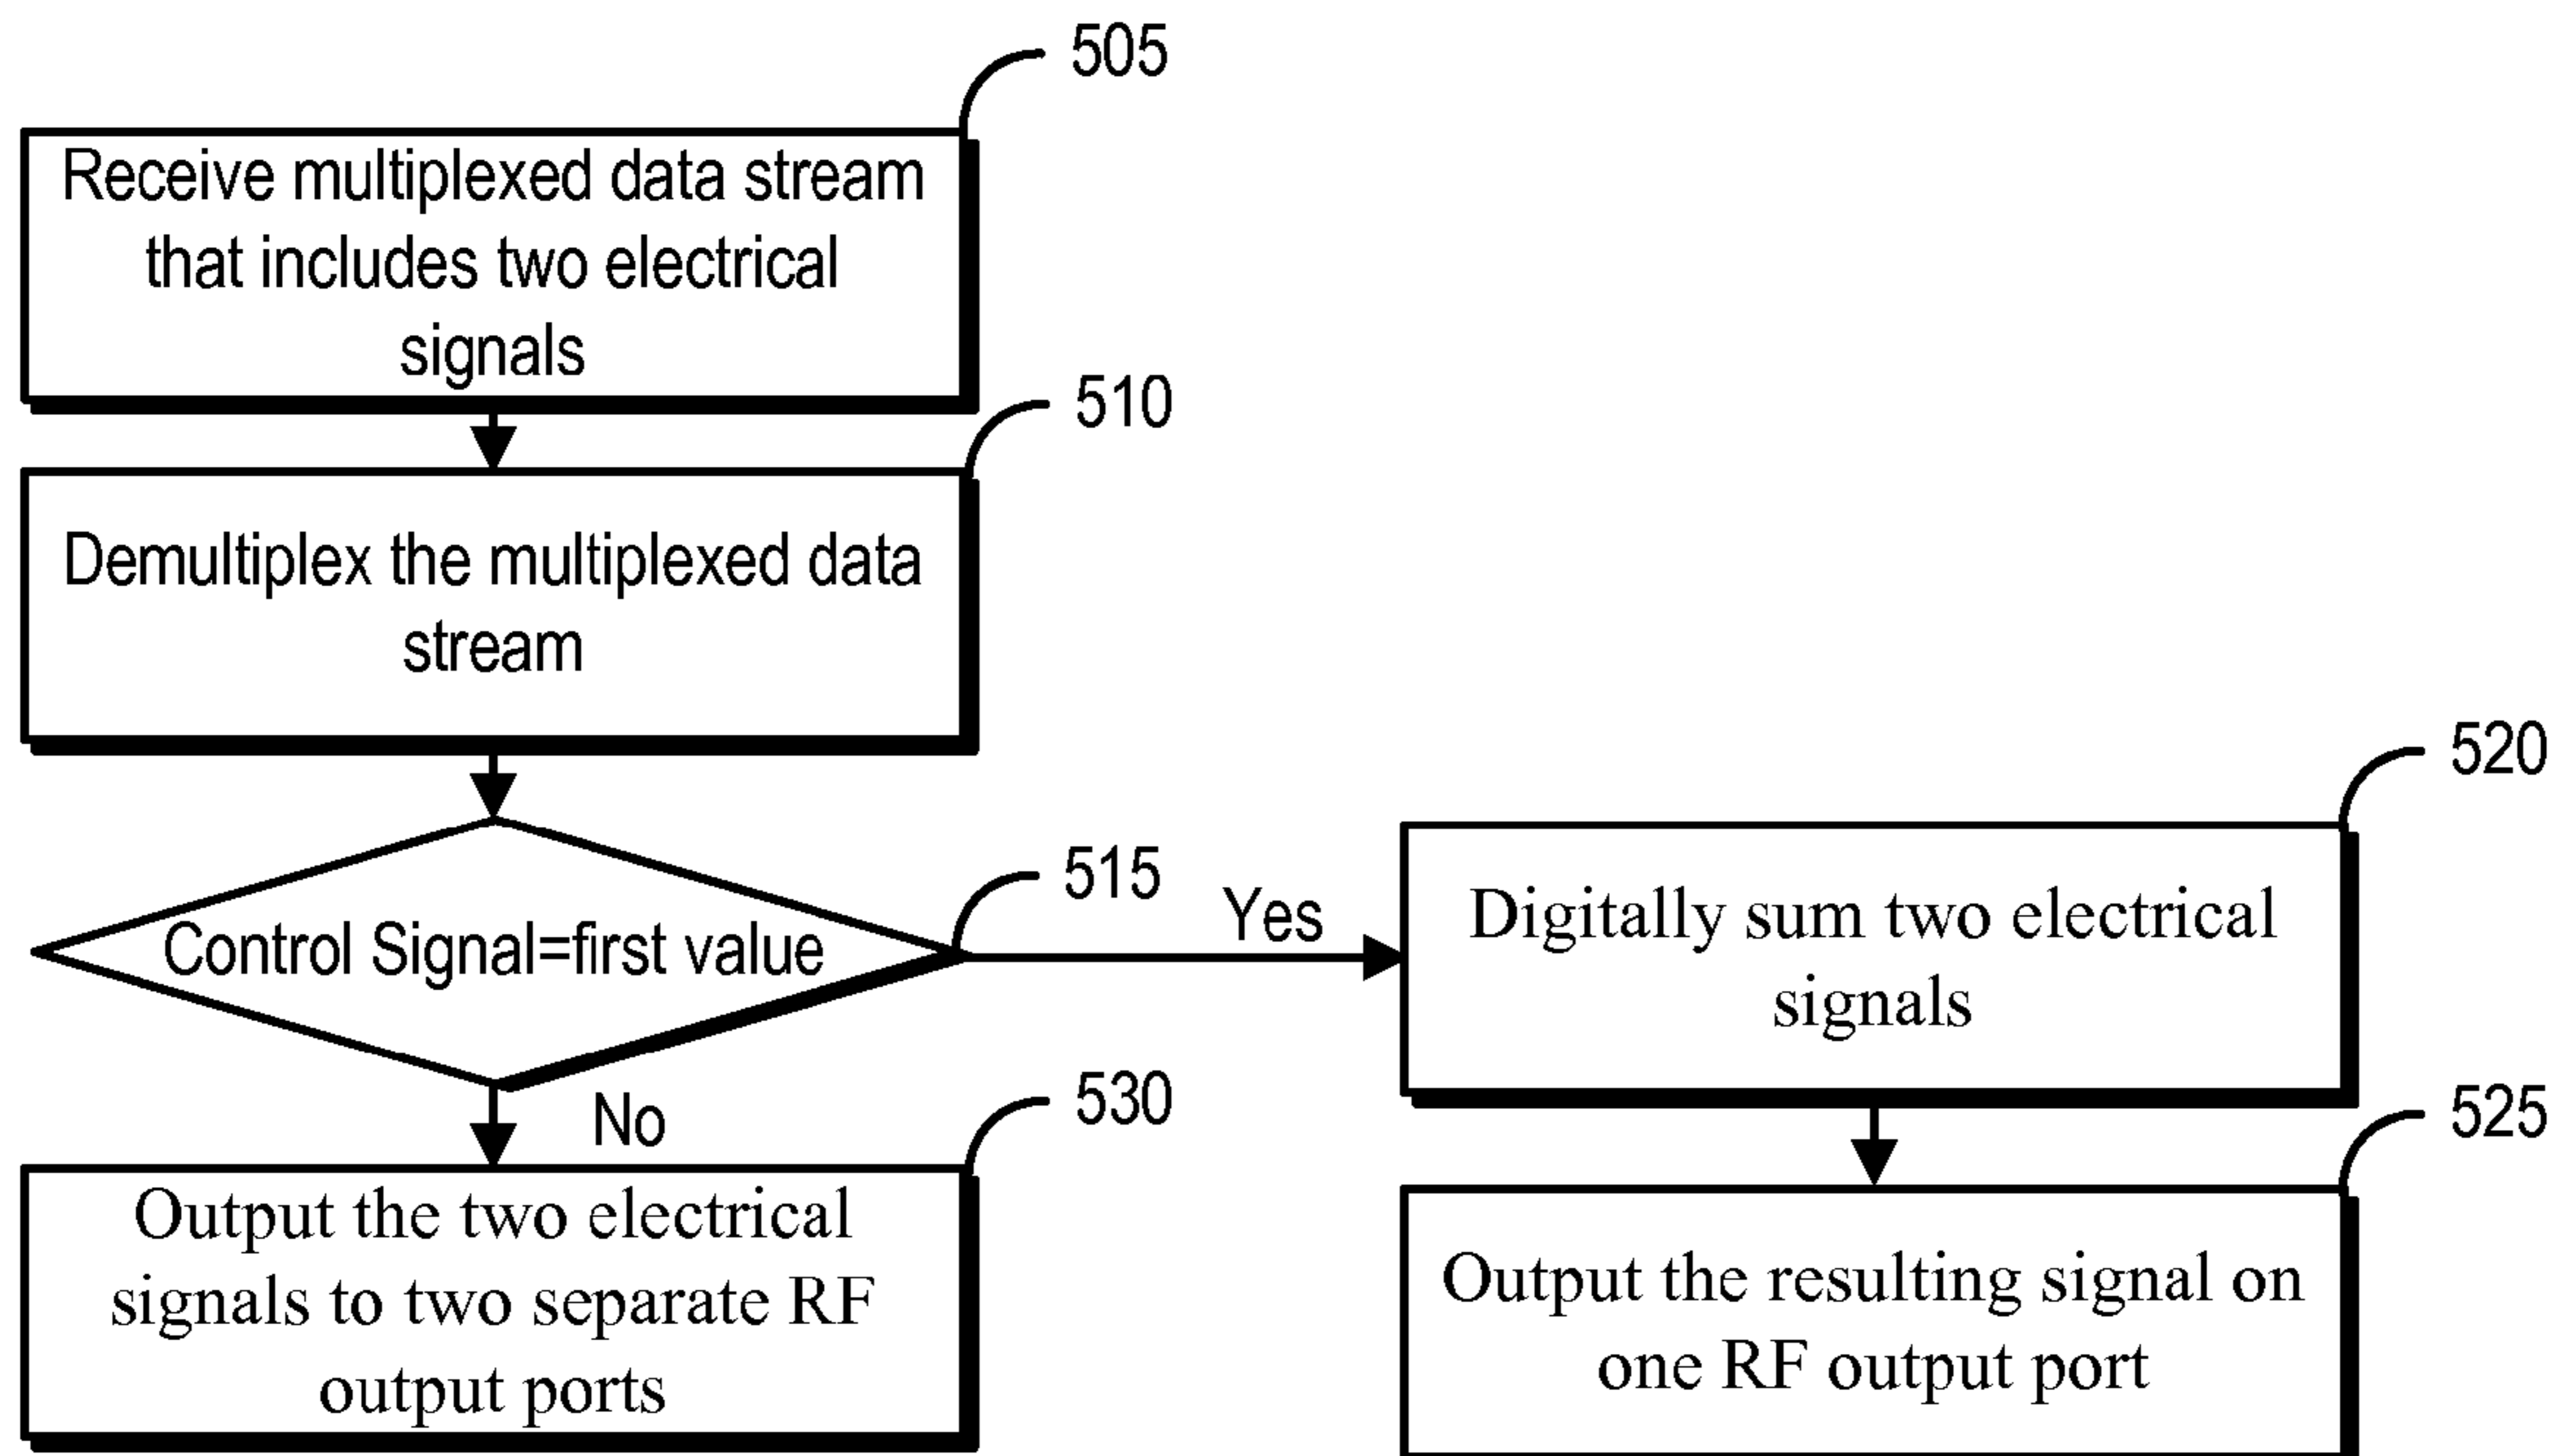 505
Receive multiplexed data stream
that includes two electrical
signals
510
Demultiplex the multiplexed data
stream
515
Control Signal=first value
Yes
520
Digitally sum two electrical
signals
No
530
Output the two electrical
signals to two separate RF
output ports
525
Output the resulting signal on
one RF output port